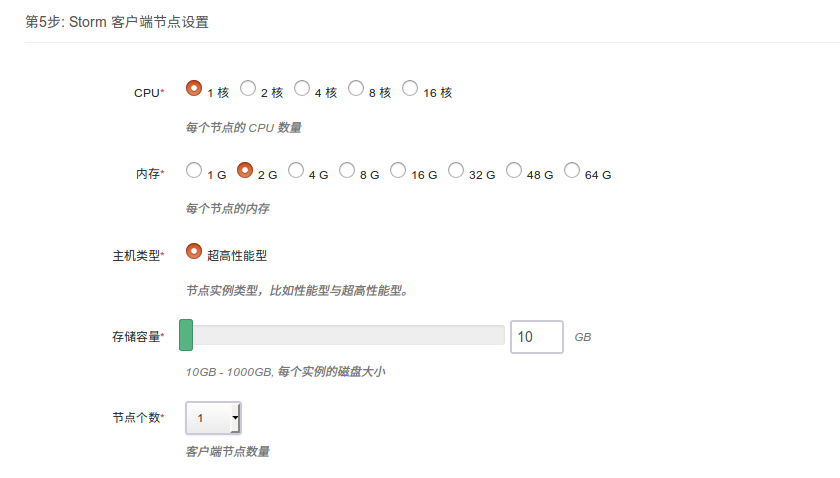 第5步: Storm 客户端节点设置
CPU* 1 核 2 核 4 核 8 核 16 核
每个节点的 CPU 数量
内存* 1 G 2 G 4 G 8 G 16 G 32 G 48 G 64 G
每个节点的内存
主机类型* 超高性能型
节点实例类型，比如性能型与超高性能型。
存储容量* 10 GB
10GB - 1000GB, 每个实例的磁盘大小
节点个数* 1
客户端节点数量